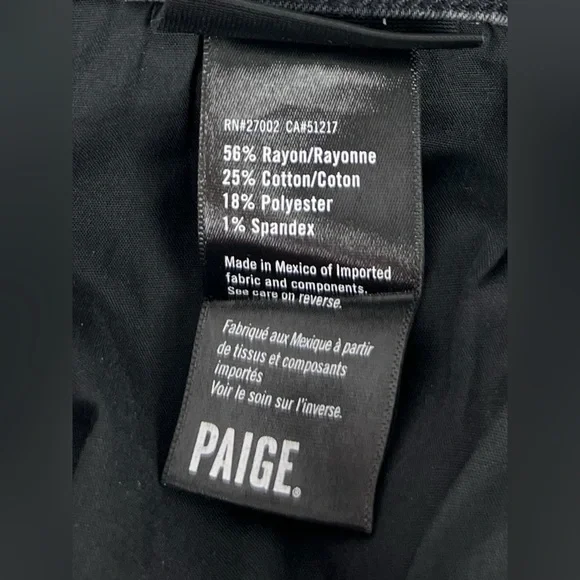 RN#27002 CA#51217
56% Rayon/Rayonne
25% Cotton/Coton
18% Polyester
1% Spandex
Made in Mexico of Imported
fabric and components.
See care on reverse.
Fabriqué aux Mexique à partir
de tissus et composants
importés
Voir le soin sur l'inverse.
PAIGE®